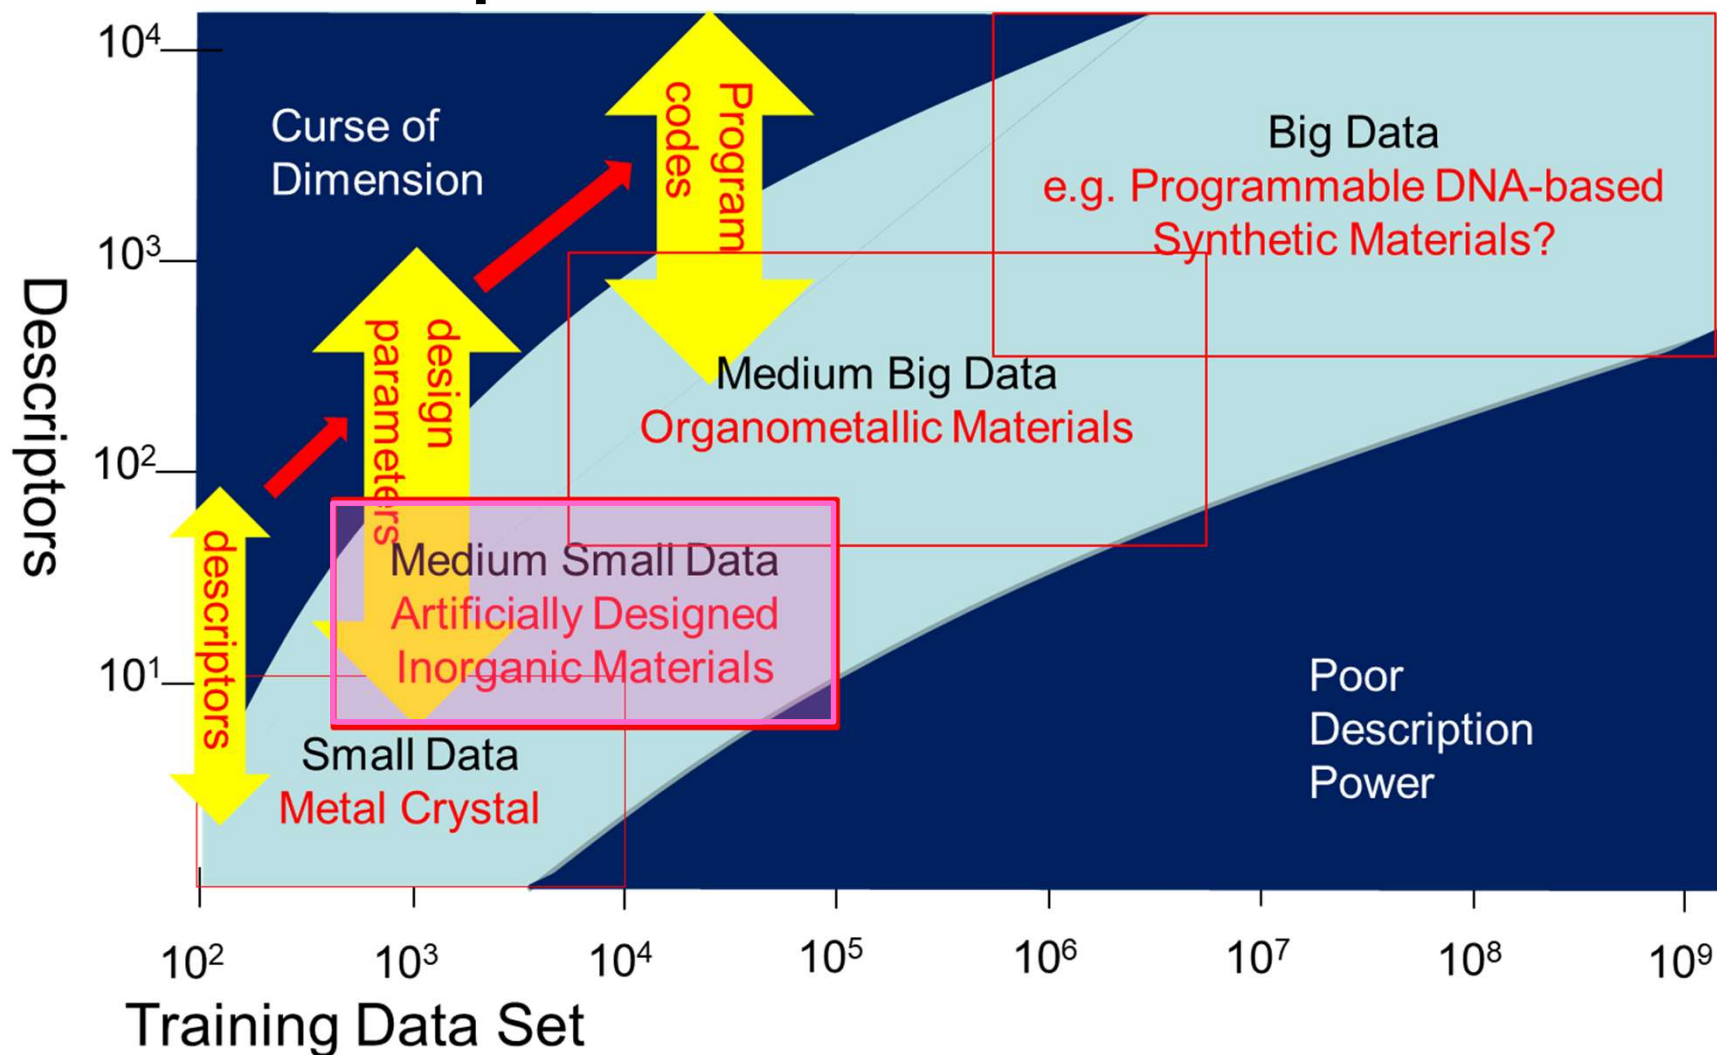 10⁴
10³
10²
10¹
Descriptors
Curse of
Dimension
descriptors
design
parameters
Program
codes
Big Data
e.g. Programmable DNA-based
Synthetic Materials?
Medium Big Data
Organometallic Materials
Medium Small Data
Artificially Designed
Inorganic Materials
Small Data
Metal Crystal
Poor
Description
Power
10² 10³ 10⁴ 10⁵ 10⁶ 10⁷ 10⁸ 10⁹
Training Data Set